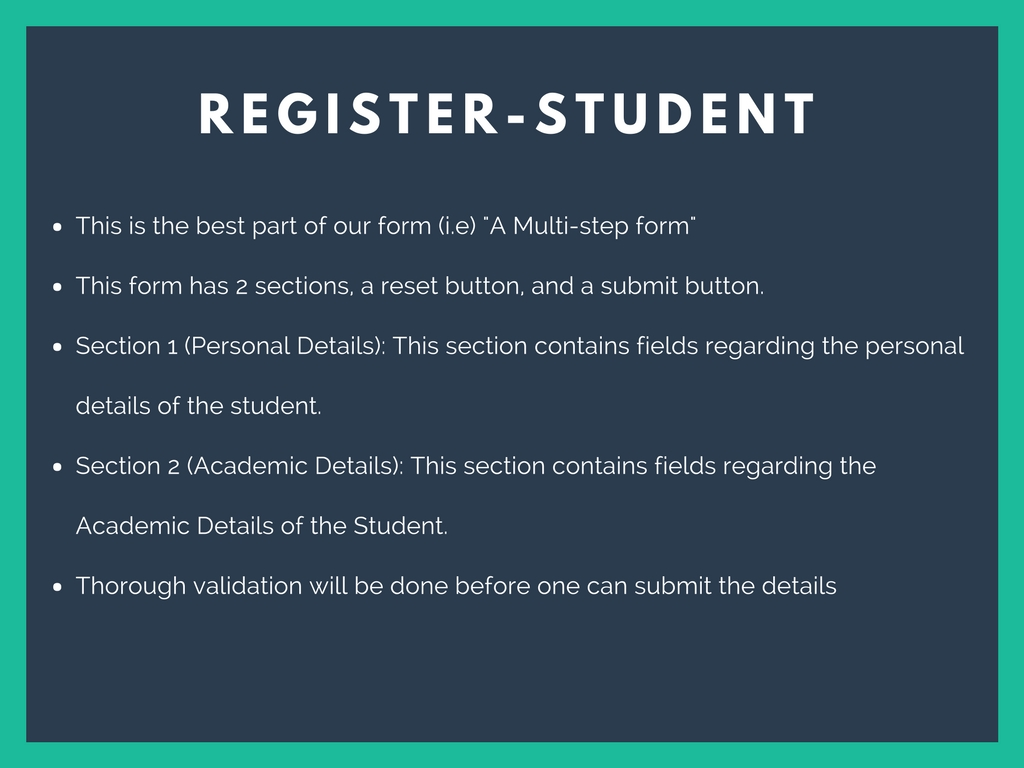 REGISTER-STUDENT
• This is the best part of our form (i.e) "A Multi-step form"
• This form has 2 sections, a reset button, and a submit button.
• Section 1 (Personal Details): This section contains fields regarding the personal
details of the student.
• Section 2 (Academic Details): This section contains fields regarding the
Academic Details of the Student.
• Thorough validation will be done before one can submit the details